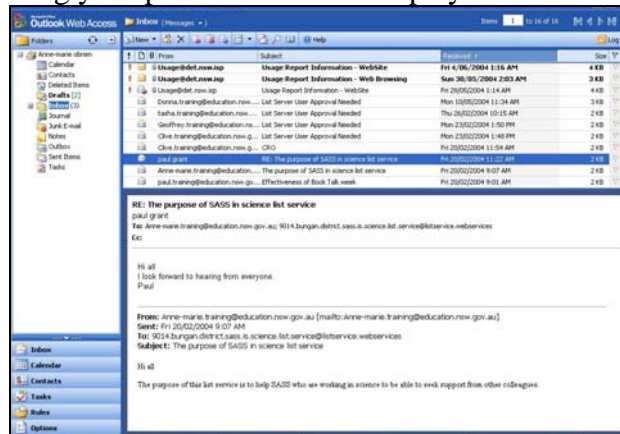 Outlook Web Access
Inbox (Messages)
Items 1 to 16 of 16
Folders
New
Help
Log
Anne-marie obrien
Calendar
Contacts
Deleted Items
Drafts [2]
Inbox (3)
Journal
Junk E-mail
Notes
Outbox
Sent Items
Tasks
From Subject Received Size
Usage@det.nsw.isp Usage Report Information - WebSite Fri 4/06/2004 1:16 AM 4 KB
Usage@det.nsw.isp Usage Report Information - Web Browsing Sun 30/05/2004 2:03 AM 3 KB
Usage@det.nsw.isp Usage Report Information - WebSite Fri 28/05/2004 1:14 AM 4 KB
Donna.training@education.nsw.... List Server User Approval Needed Mon 10/05/2004 11:34 AM 3 KB
tasha.training@education.nsw.... List Server User Approval Needed Thu 26/02/2004 10:15 AM 2 KB
Geoffrey.training@education.ns... List Server User Approval Needed Mon 23/02/2004 1:50 PM 2 KB
Clive.training@education.nsw.g... List Server User Approval Needed Mon 23/02/2004 1:48 PM 2 KB
Clive.training@education.nsw.g... CRO Fri 20/02/2004 11:54 AM 2 KB
paul grant RE: The purpose of SASS in science list service Fri 20/02/2004 11:22 AM 2 KB
Anne-marie.training@education.... The purpose of SASS in science list service Fri 20/02/2004 9:07 AM 2 KB
paul.training@education.nsw.go... Effectiveness of Book Talk week Fri 20/02/2004 9:01 AM 2 KB
RE: The purpose of SASS in science list service
paul grant
To: Anne-marie.training@education.nsw.gov.au; 9014.bungan.district.sass.is.science.list.service@listservice.webservices
Cc:
Hi all
I look forward to hearing from everyone.
Paul
From: Anne-marie.training@education.nsw.gov.au [mailto:Anne-marie.training@education.nsw.gov.au]
Sent: Fri 20/02/2004 9:07 AM
To: 9014.bungan.district.sass.is.science.list.service@listservice.webservices
Subject: The purpose of SASS in science list service
Hi all
The purpose of this list service is to help SASS who are working in science to be able to seek support from other colleagues.
Inbox
Calendar
Contacts
Tasks
Rules
Options